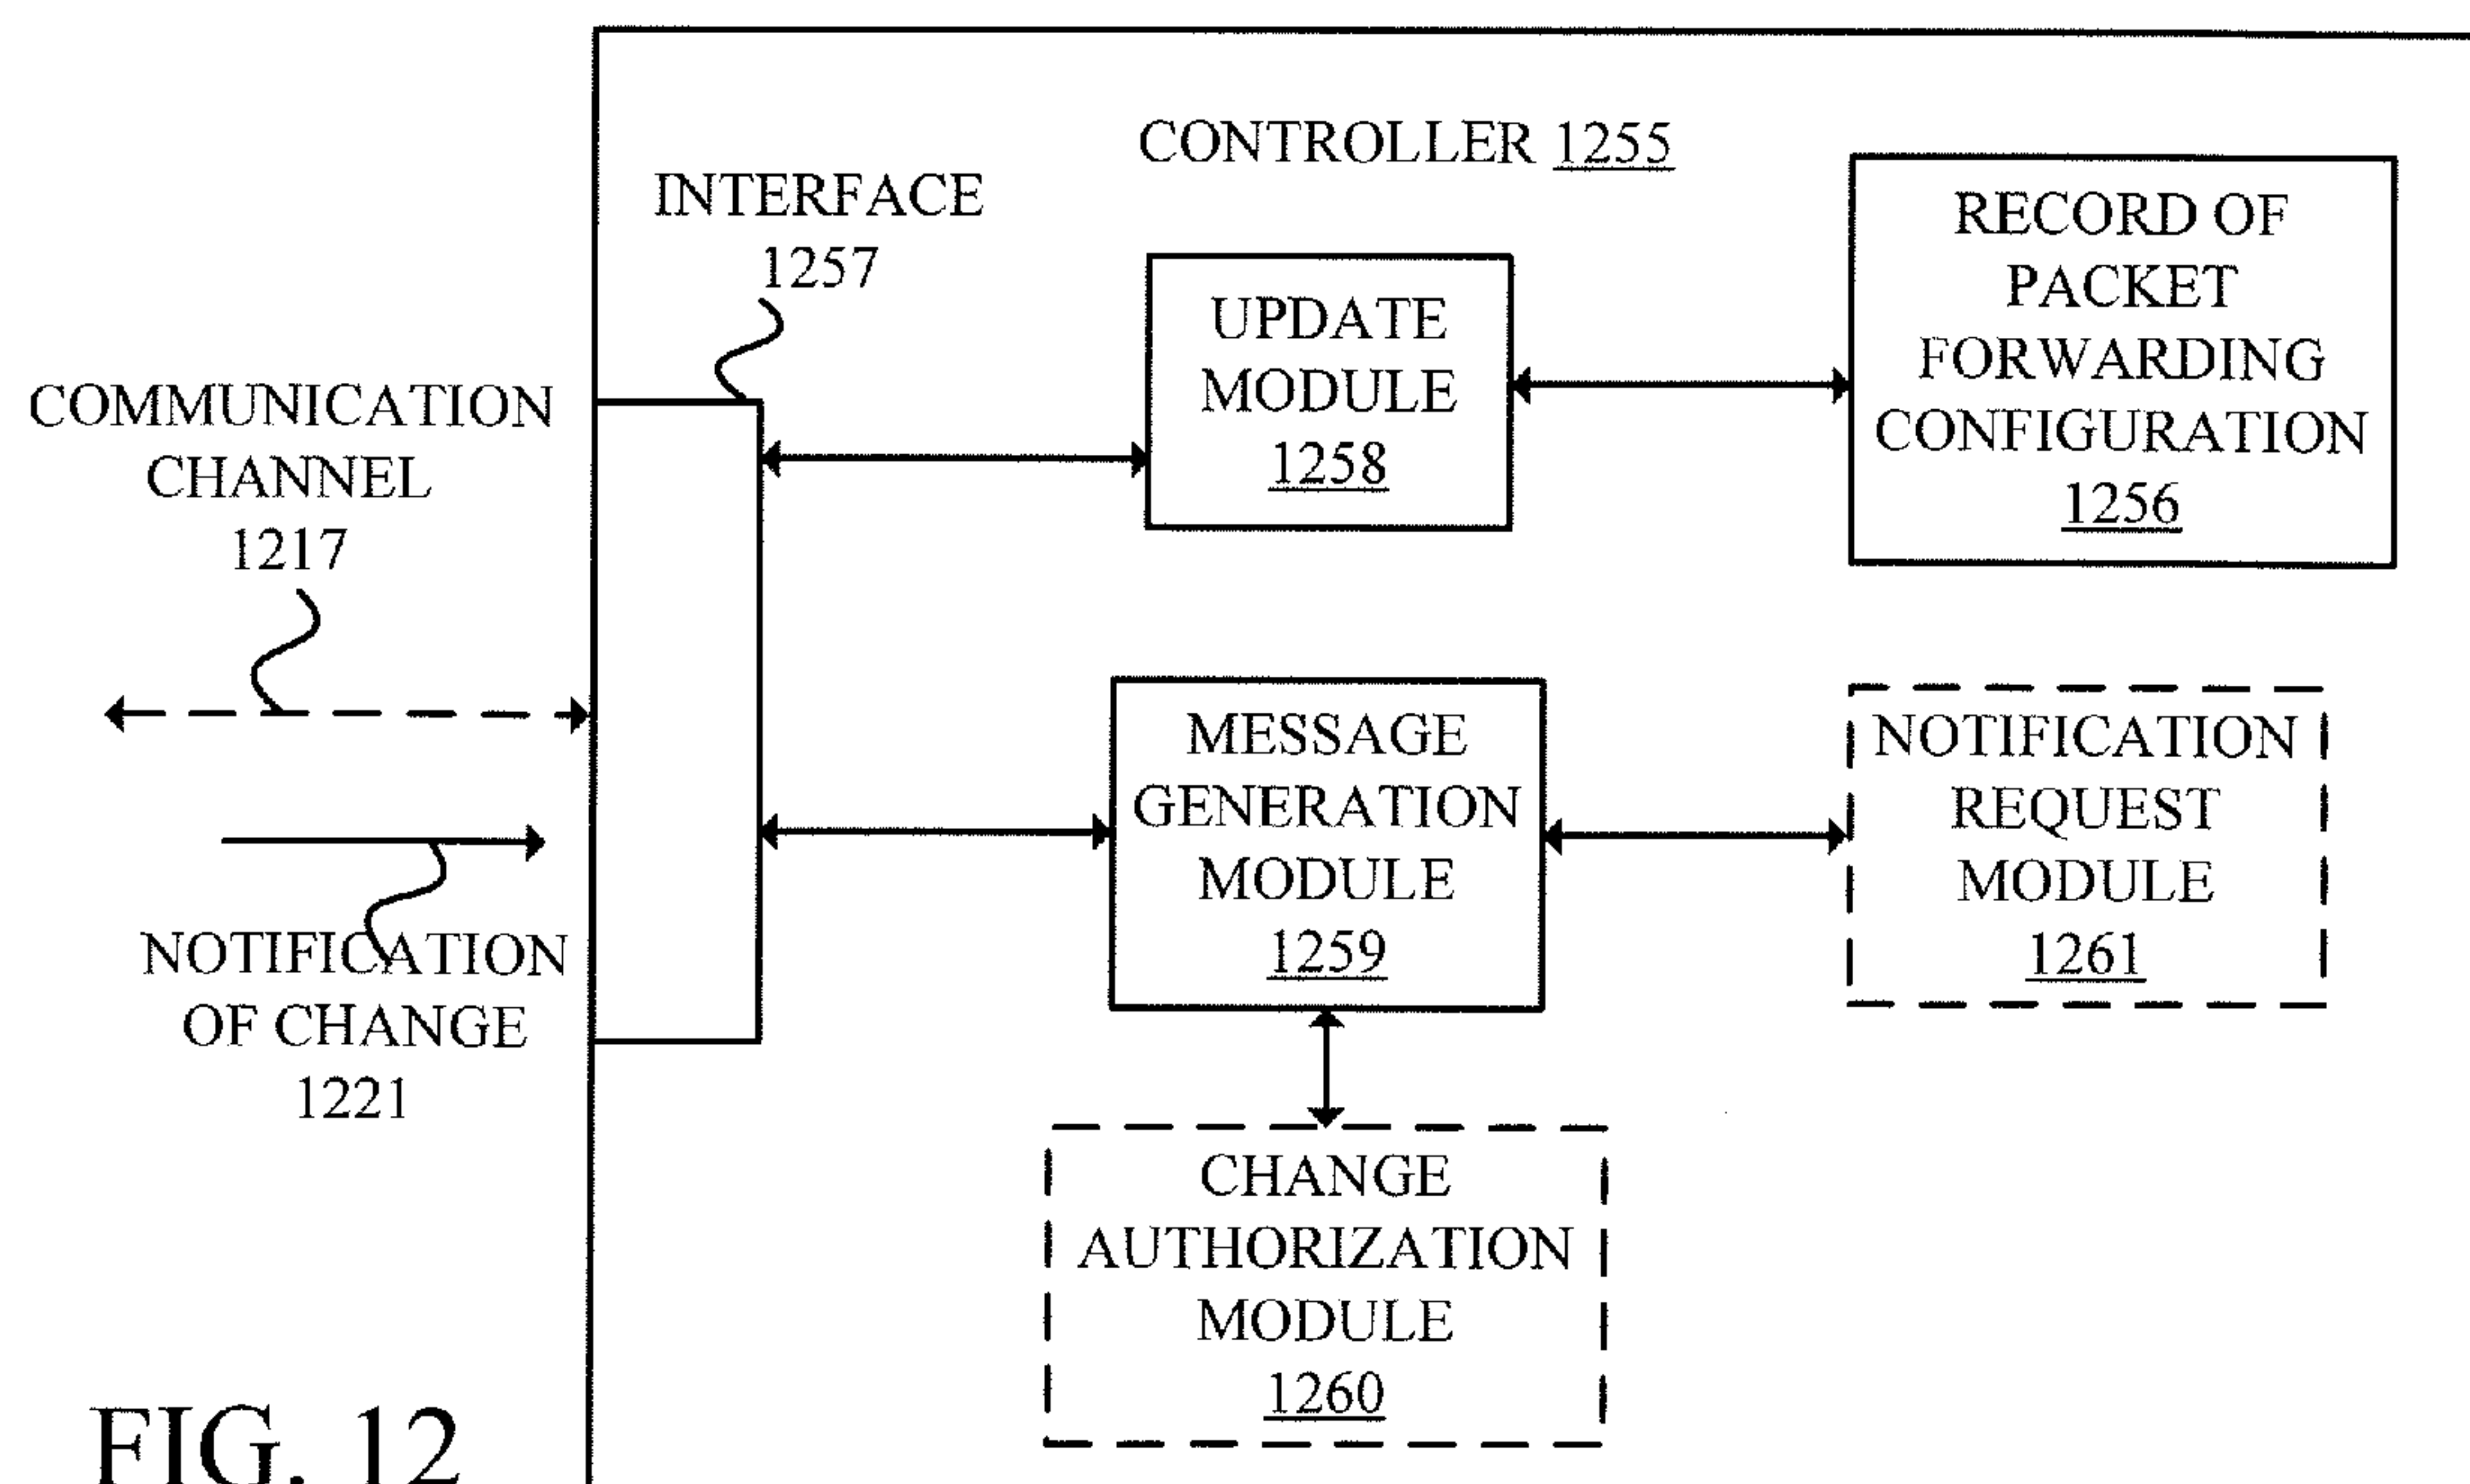 CONTROLLER 1255
INTERFACE
1257
UPDATE
MODULE
1258
RECORD OF
PACKET
FORWARDING
CONFIGURATION
1256
COMMUNICATION
CHANNEL
1217
NOTIFICATION
OF CHANGE
1221
MESSAGE
GENERATION
MODULE
1259
NOTIFICATION
REQUEST
MODULE
1261
CHANGE
AUTHORIZATION
MODULE
1260
FIG. 12